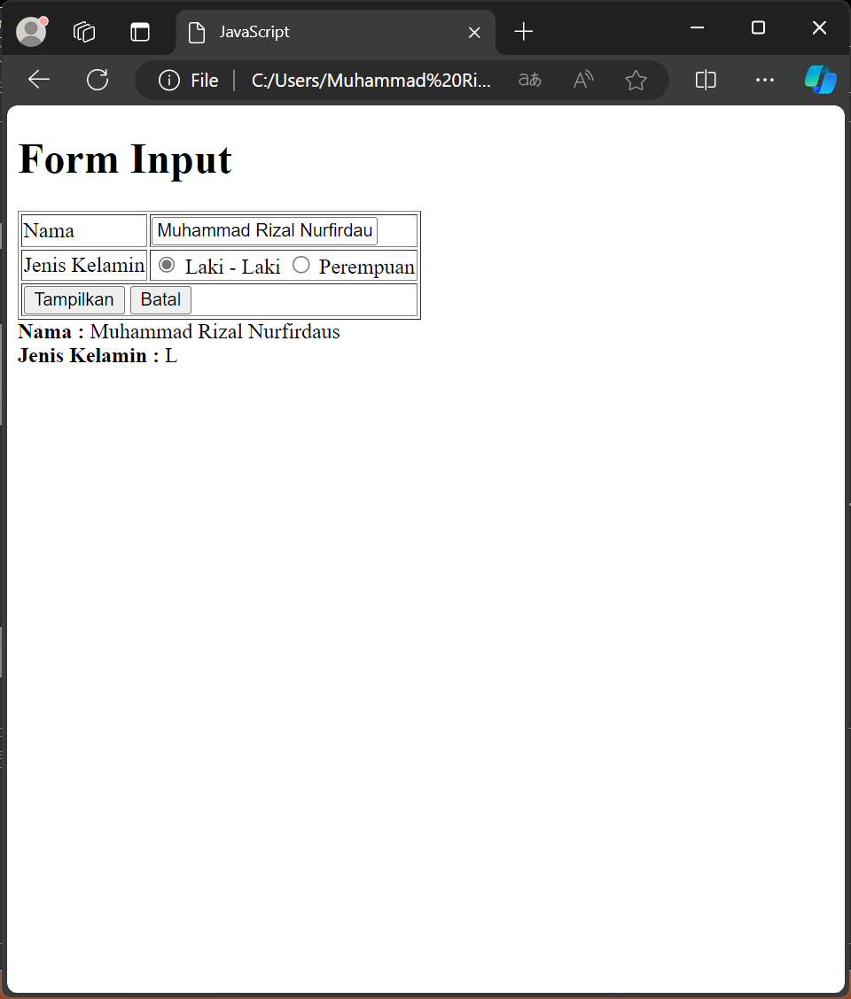 JavaScript
File C:/Users/Muhammad%20Ri...
Form Input
Nama Muhammad Rizal Nurfirdau
Jenis Kelamin Laki - Laki Perempuan
Tampilkan Batal
Nama : Muhammad Rizal Nurfirdaus
Jenis Kelamin : L